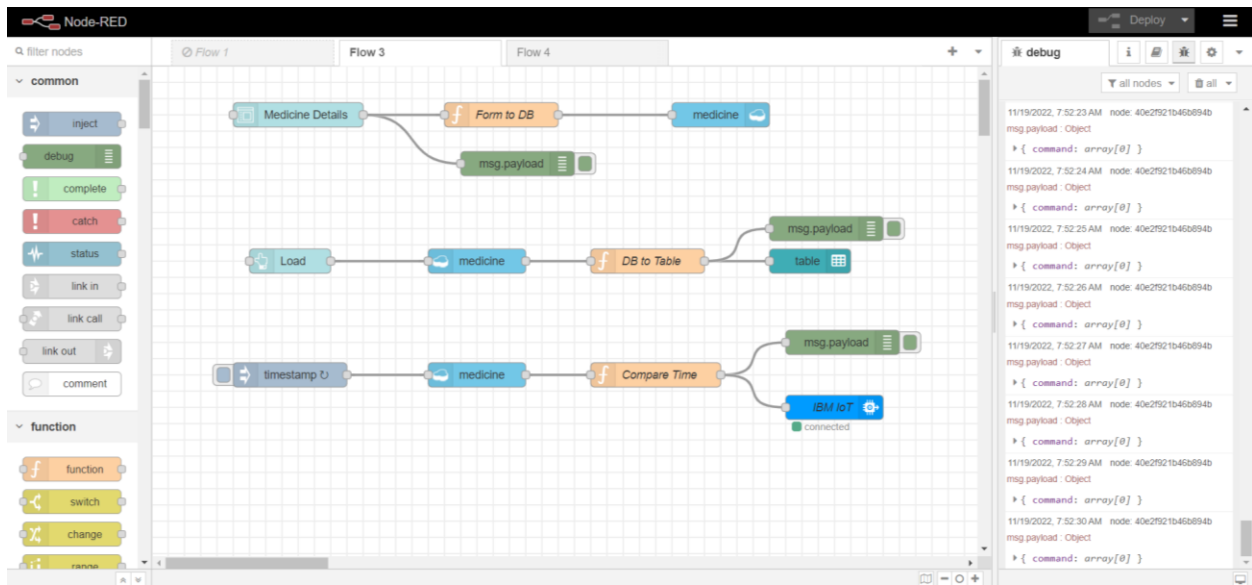 Node-RED
Deploy
filter nodes
Flow 1
Flow 3
Flow 4
debug
i
common
all nodes
all
inject
debug
complete
catch
status
link in
link call
link out
comment
function
function
switch
change
range
Medicine Details
Form to DB
medicine
msg.payload
Load
medicine
DB to Table
msg.payload
table
timestamp ↻
medicine
Compare Time
msg.payload
IBM IoT
connected
11/19/2022, 7:52:23 AM node: 40e2f921b46b894b
msg.payload : Object
{ command: array[0] }
11/19/2022, 7:52:24 AM node: 40e2f921b46b894b
msg.payload : Object
{ command: array[0] }
11/19/2022, 7:52:25 AM node: 40e2f921b46b894b
msg.payload : Object
{ command: array[0] }
11/19/2022, 7:52:26 AM node: 40e2f921b46b894b
msg.payload : Object
{ command: array[0] }
11/19/2022, 7:52:27 AM node: 40e2f921b46b894b
msg.payload : Object
{ command: array[0] }
11/19/2022, 7:52:28 AM node: 40e2f921b46b894b
msg.payload : Object
{ command: array[0] }
11/19/2022, 7:52:29 AM node: 40e2f921b46b894b
msg.payload : Object
{ command: array[0] }
11/19/2022, 7:52:30 AM node: 40e2f921b46b894b
msg.payload : Object
{ command: array[0] }